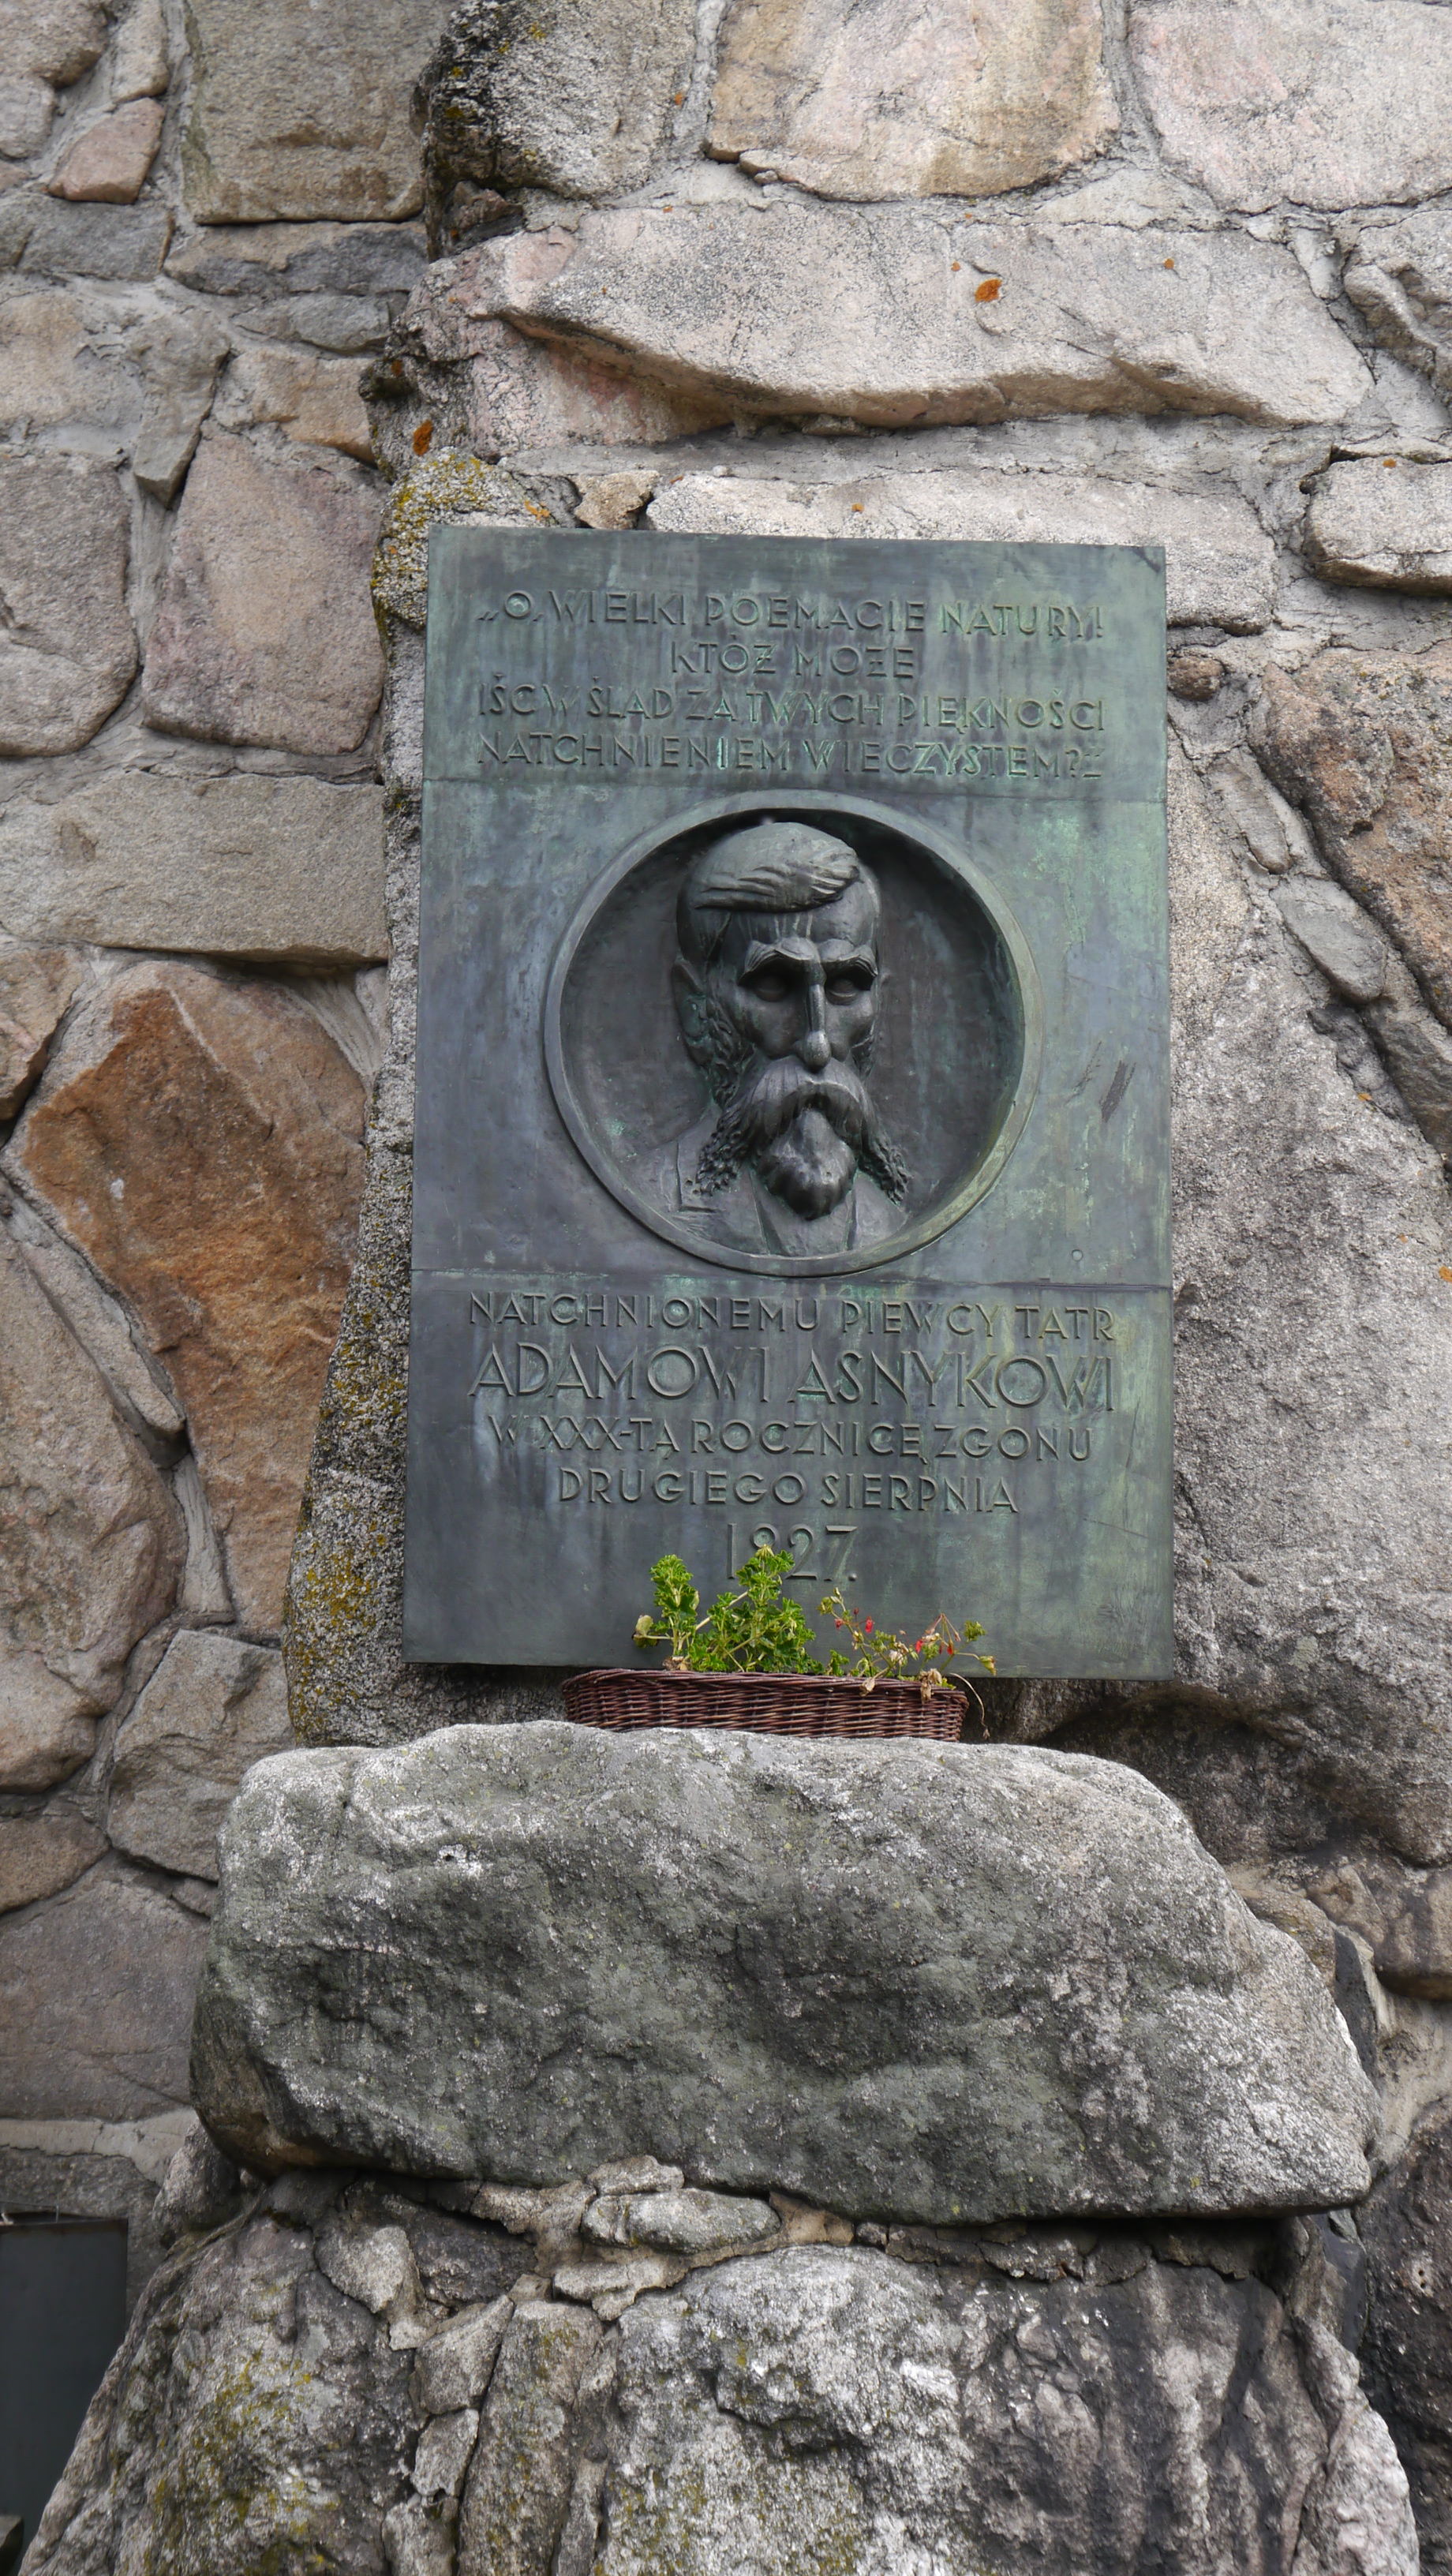 „O, WIELKI POEMACIE NATURY!
KTÓŻ MOŻE
IŚĆ W ŚLAD ZA TWYCH PIĘKNOŚCI
NATCHNIENIEM WIECZYSTEM?"
NATCHNIONEMU PIEWCY TATR
ADAMOWI ASNYKOWI
W XXX-TĄ ROCZNICĘ ZGONU
DRUGIEGO SIERPNIA
1927.